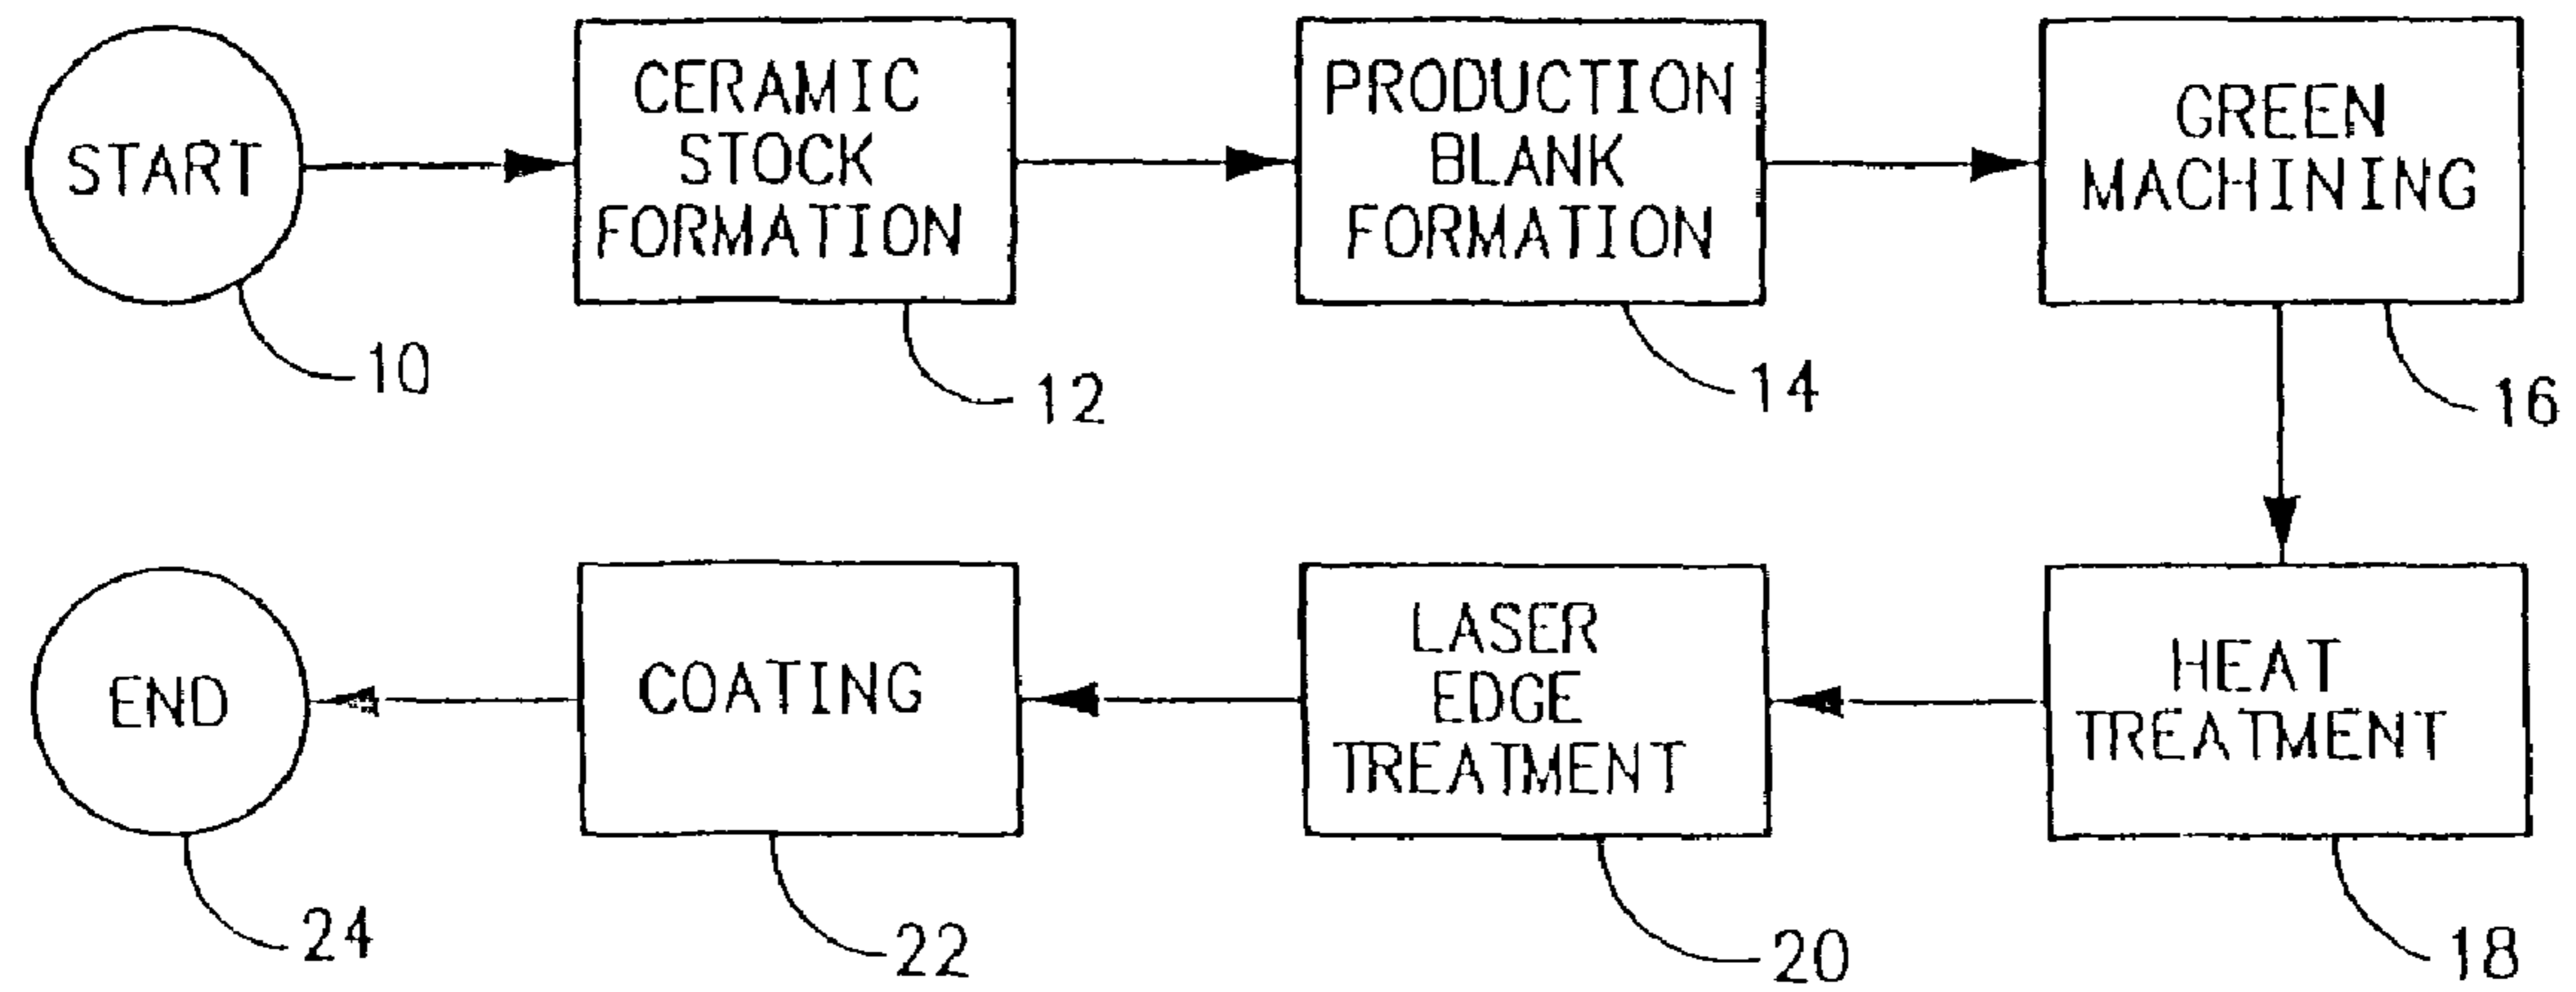 START
CERAMIC
STOCK
FORMATION
PRODUCTION
BLANK
FORMATION
GREEN
MACHINING
10
12
14
16
END
COATING
LASER
EDGE
TREATMENT
HEAT
TREATMENT
24
22
20
18